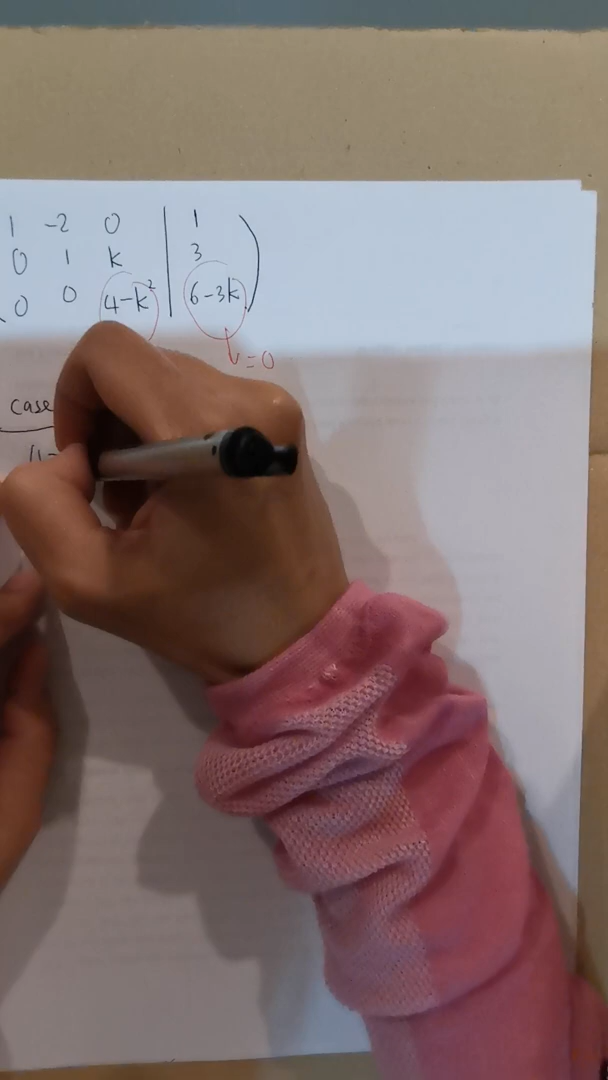 1 -2 0 | 1
0 1 k | 3
0 0 4-k² | 6-3k
=0
case